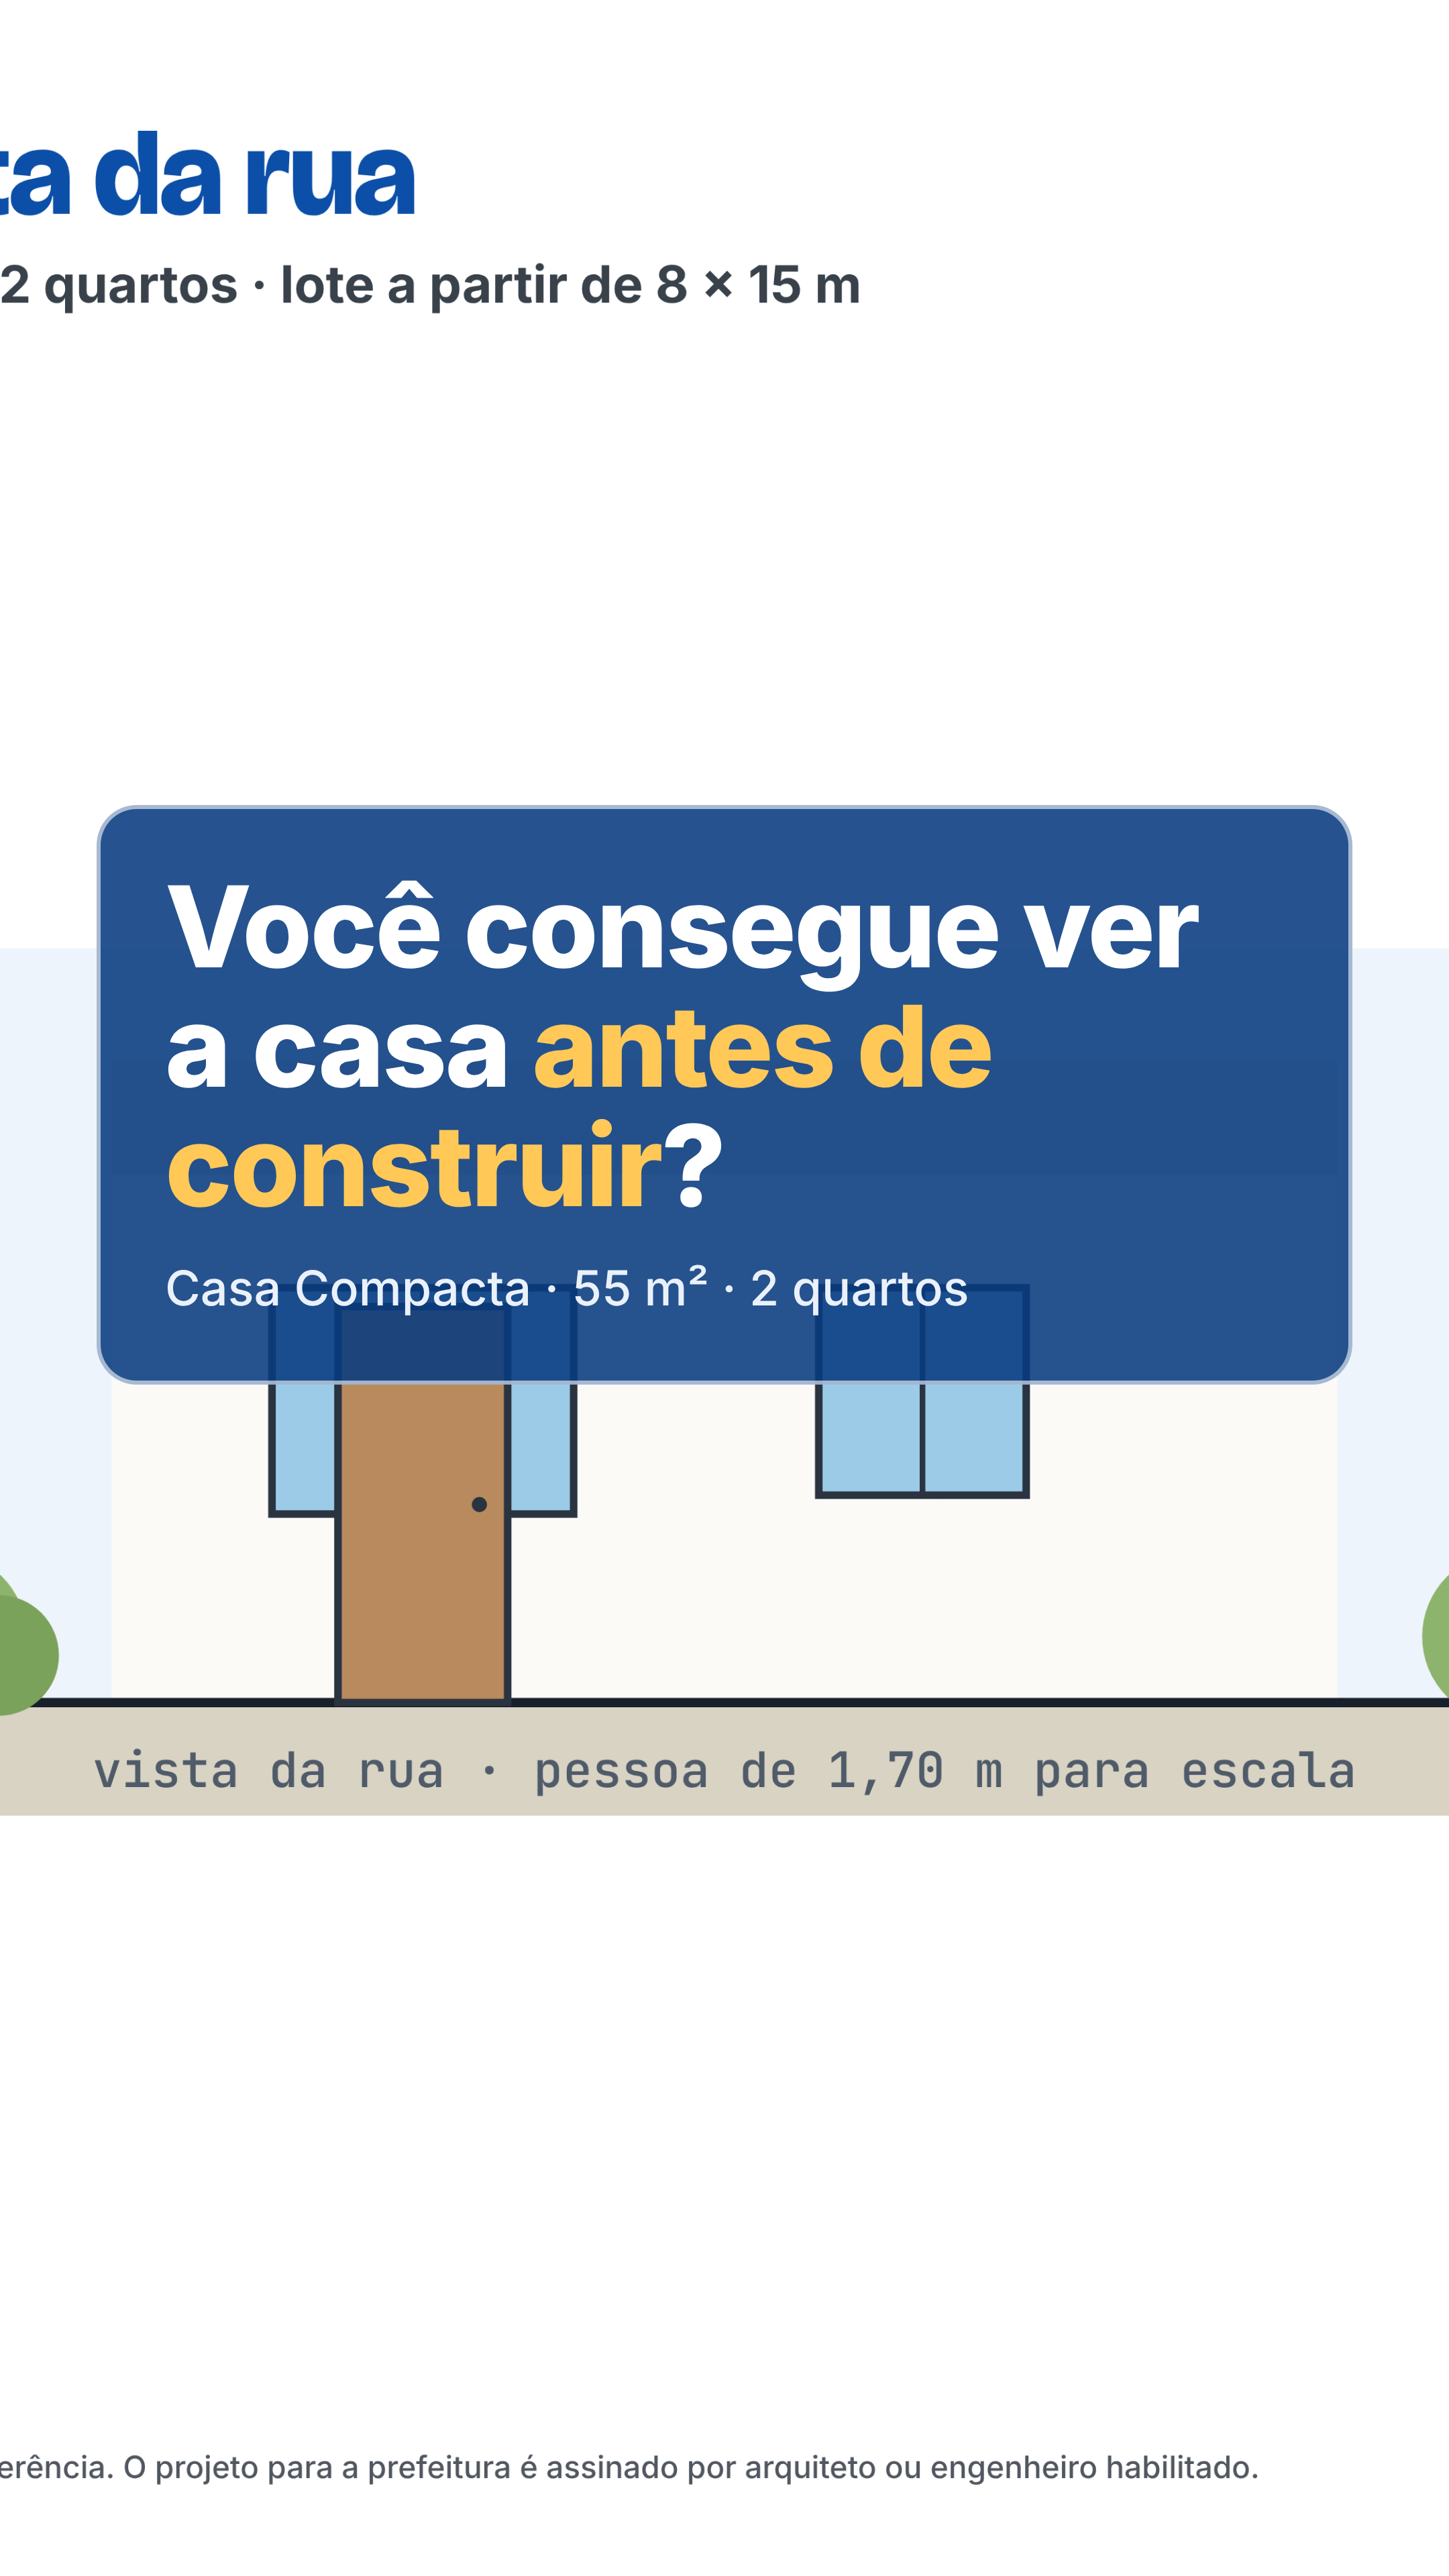 ta da rua
2 quartos · lote a partir de 8 × 15 m
Você consegue ver
a casa antes de
construir?
Casa Compacta · 55 m² · 2 quartos
vista da rua · pessoa de 1,70 m para escala
erência. O projeto para a prefeitura é assinado por arquiteto ou engenheiro habilitado.